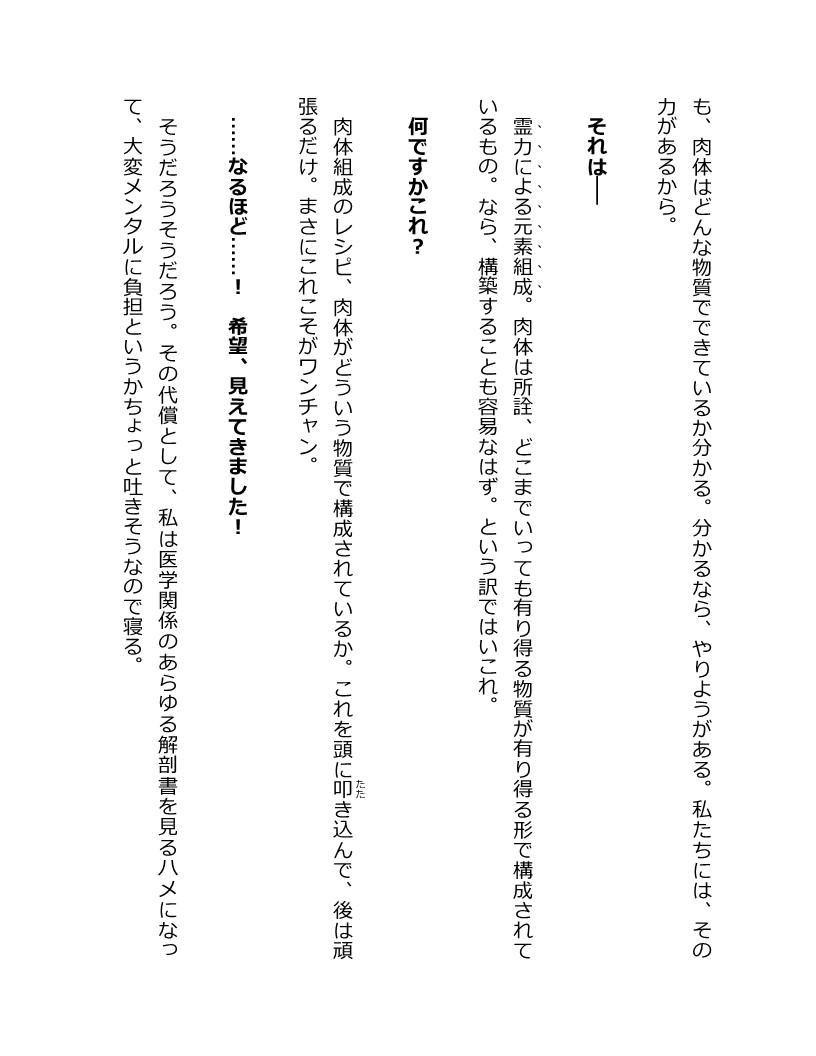 も、肉体はどんな物質でできているか分かる。分かるなら、やりようがある。私たちには、その
力があるから。
それは――
霊力による元素組成。肉体は所詮、どこまでいっても有り得る物質が有り得る形で構成されて
いるもの。なら、構築することも容易なはず。という訳ではいこれ。
何ですかこれ？
肉体組成のレシピ、肉体がどういう物質で構成されているか。これを頭に叩き込んで、後は頑
張るだけ。まさにこれこそがワンチャン。
……なるほど……！　希望、見えてきました！
そうだろうそうだろう。その代償として、私は医学関係のあらゆる解剖書を見るハメになっ
て、大変メンタルに負担というかちょっと吐きそうなので寝る。